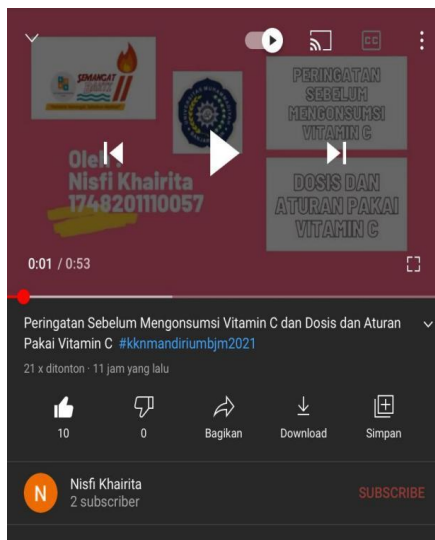 SEMANGAT
CC
PERINGATAN
SEBELUM
MENGONSUMSI
VITAMIN C
Oleh :
Nisfi Khairita
1748201110057
DOSIS DAN
ATURAN PAKAI
VITAMIN C
0:01 / 0:53
Peringatan Sebelum Mengonsumsi Vitamin C dan Dosis dan Aturan
Pakai Vitamin C #kknmandiriumbjm2021
21 x ditonton · 11 jam yang lalu
10
0
Bagikan
Download
Simpan
N
Nisfi Khairita
2 subscriber
SUBSCRIBE